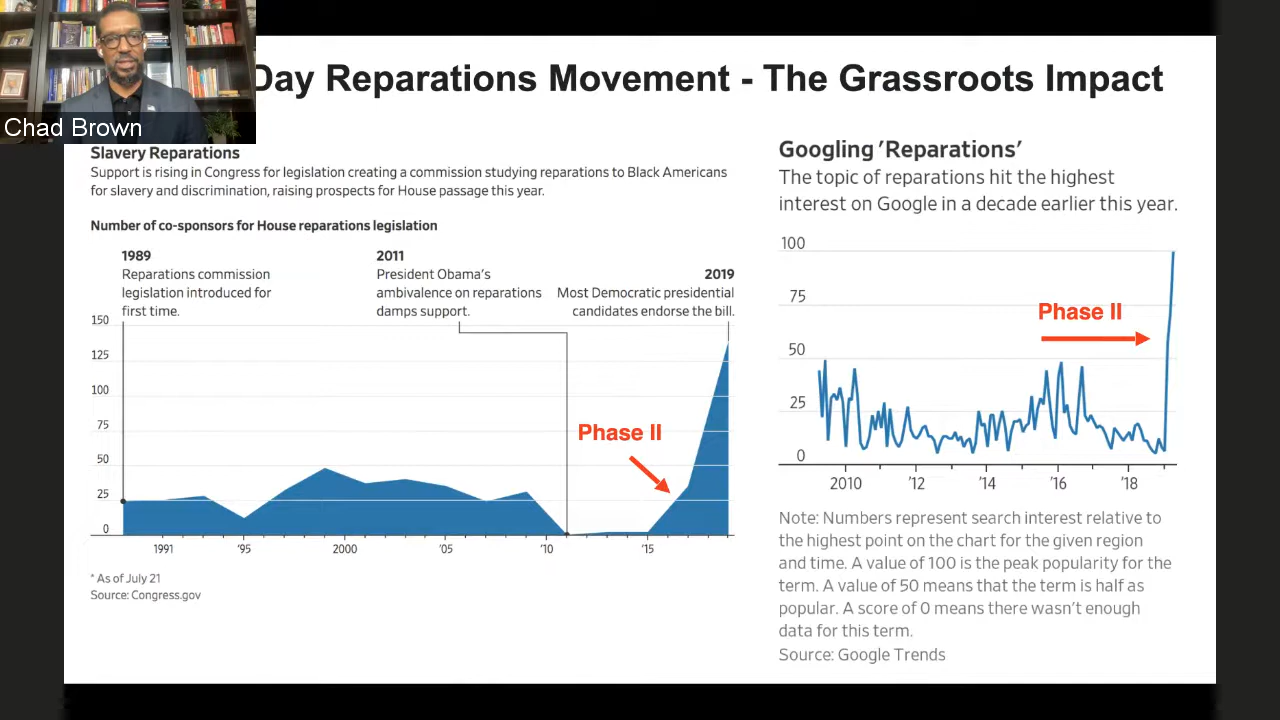 Day Reparations Movement - The Grassroots Impact
Chad Brown
Slavery Reparations
Support is rising in Congress for legislation creating a commission studying reparations to Black Americans
for slavery and discrimination, raising prospects for House passage this year.
Number of co-sponsors for House reparations legislation
1989
Reparations commission
legislation introduced for
first time.
2011
President Obama's
ambivalence on reparations
damps support.
2019
Most Democratic presidential
candidates endorse the bill.
150
125
100
75
50
25
0
Phase II
1991 '95 2000 '05 '10 '15
* As of July 21
Source: Congress.gov
Googling 'Reparations'
The topic of reparations hit the highest
interest on Google in a decade earlier this year.
100
75
50
25
0
Phase II
2010 '12 '14 '16 '18
Note: Numbers represent search interest relative to
the highest point on the chart for the given region
and time. A value of 100 is the peak popularity for the
term. A value of 50 means that the term is half as
popular. A score of 0 means there wasn't enough
data for this term.
Source: Google Trends